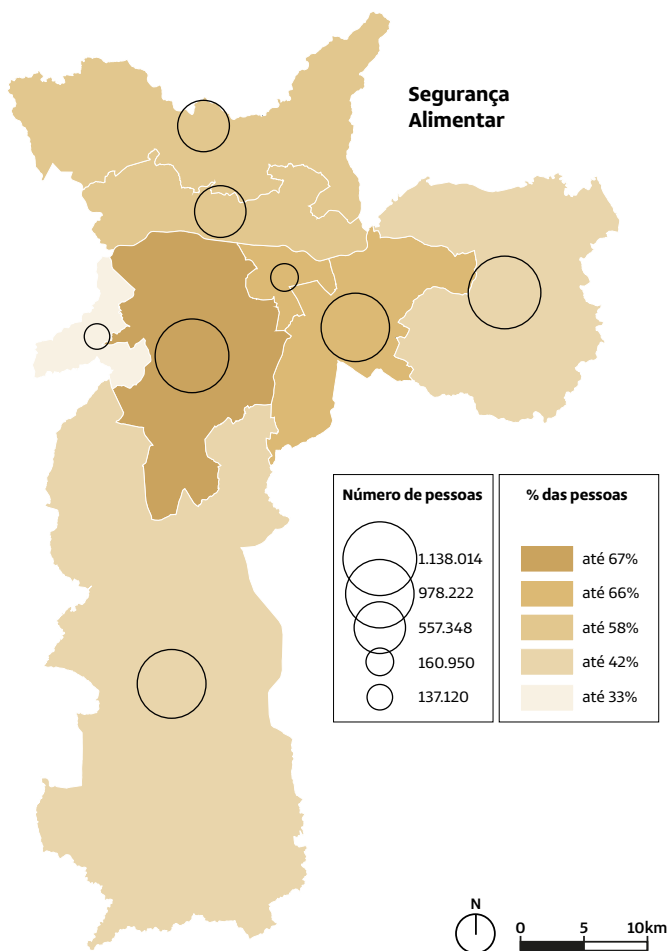 Segurança
Alimentar
Número de pessoas
1.138.014
978.222
557.348
160.950
137.120
% das pessoas
até 67%
até 66%
até 58%
até 42%
até 33%
N
0 5 10km